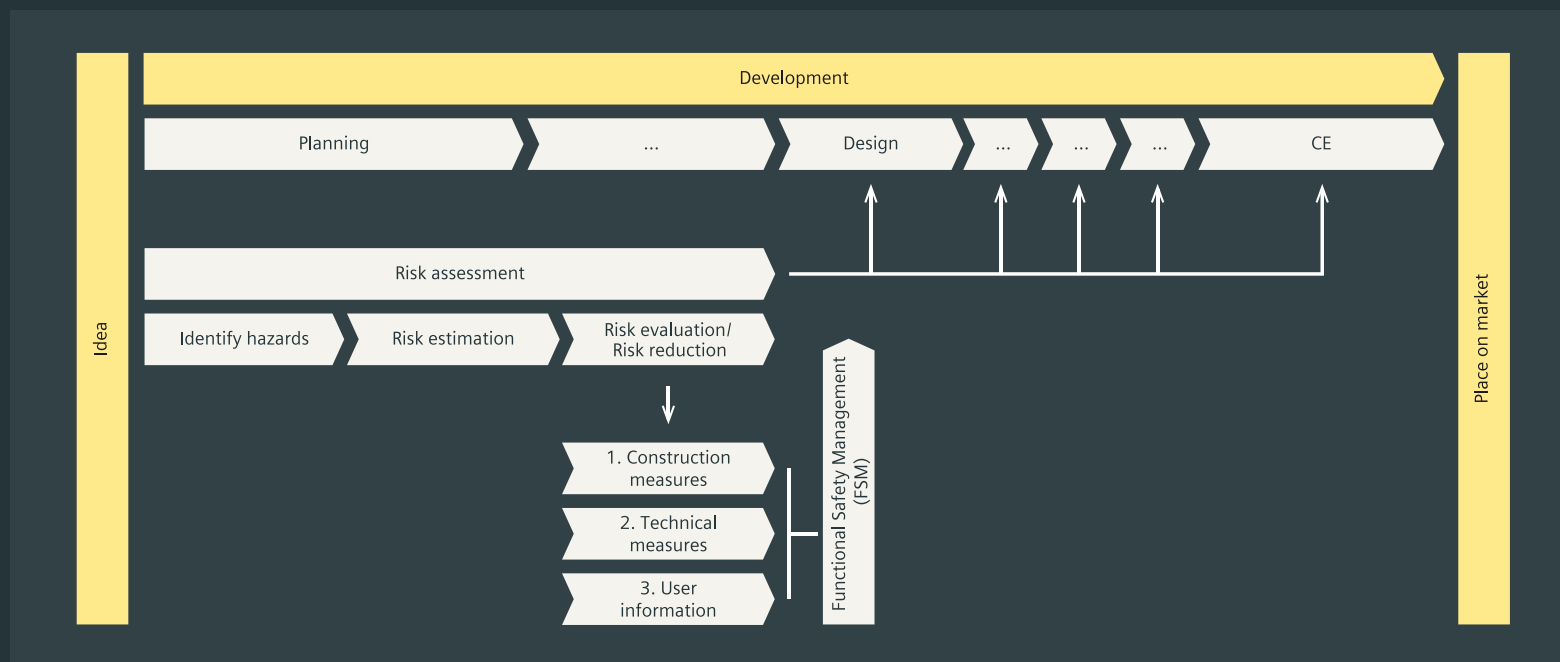 Development
Planning
...
Design
...
...
...
CE
Idea
Risk assessment
Identify hazards
Risk estimation
Risk evaluation/
Risk reduction
1. Construction
measures
2. Technical
measures
3. User
information
Functional Safety Management
(FSM)
Place on market